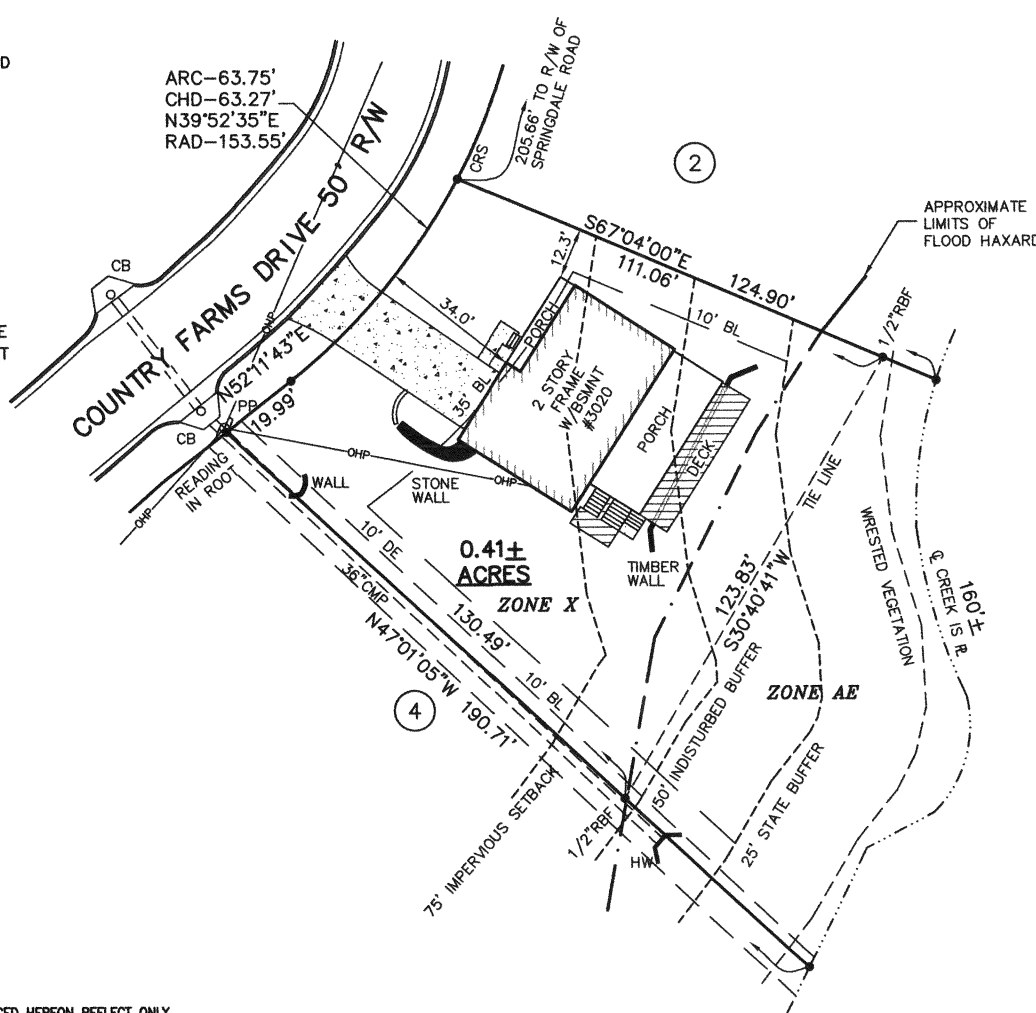 D
ARC-63.75'
CHD-63.27'
N39°52'35"E
RAD-153.55'
205.66' TO R/W OF
SPRINGDALE ROAD
CRS
2
APPROXIMATE
LIMITS OF
FLOOD HAXARD
COUNTRY FARMS DRIVE-50' R/W
CB
S67°04'00"E
111.06'
124.90'
12.3'
10' BL
1/2"RBF
34.0'
PORCH
E
T
OHP
N52°11'43"E
19.99'
35' BL
2 STORY
FRAME
W/BSMNT
#3020
PORCH
DECK
PP
CB
READING
IN ROOT
OHP
WALL
OHP
STONE
WALL
OHP
TIE LINE
10' DE
0.41±
ACRES
ZONE X
TIMBER
WALL
123.83'
S30°40'41"W
WRESTED VEGETATION
160'±
℄ CREEK IS ⅊
36"CMP
130.49'
N47°01'05"W
190.71'
10' BL
4
ZONE AE
50' INDISTURBED BUFFER
75' IMPERVIOUS SETBACK
1/2"RBF
HW
25' STATE BUFFER
CED HEREON REFLECT ONLY